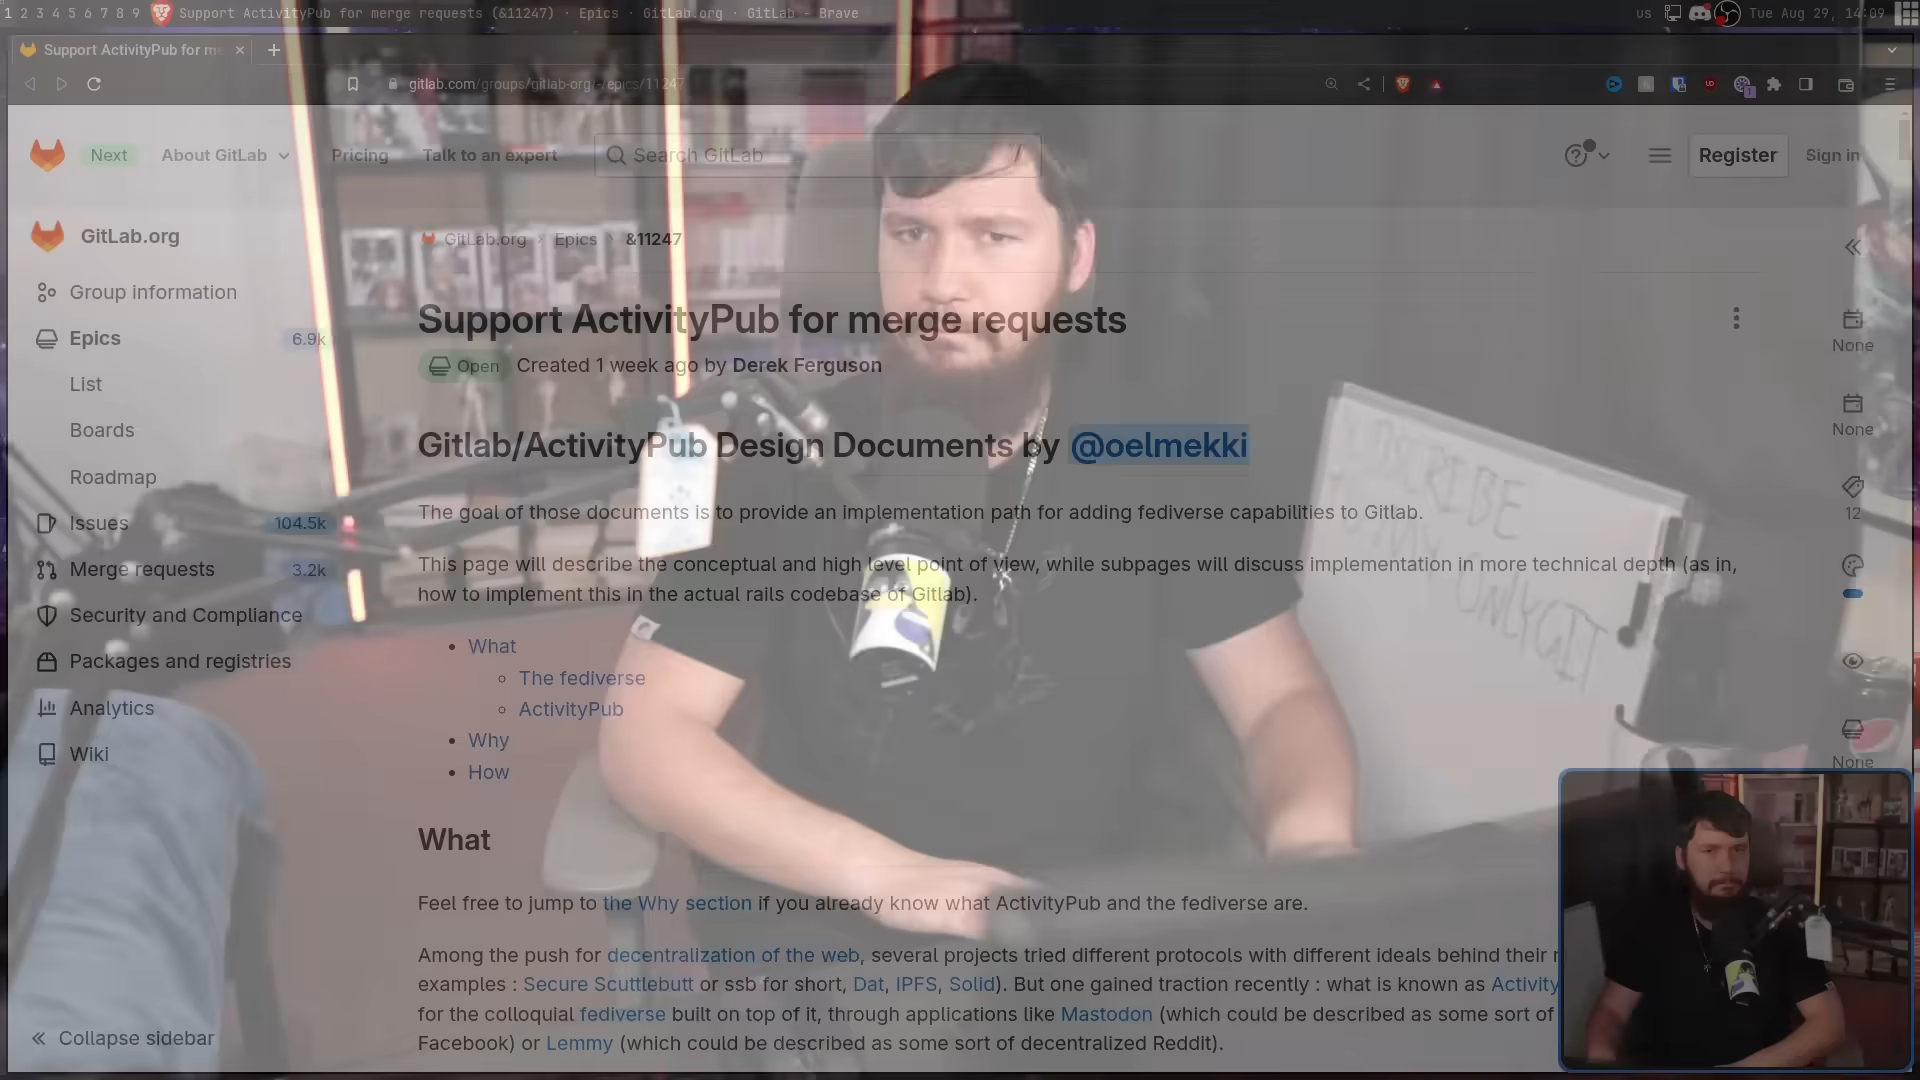 1 2 3 4 5 6 7 8 9 Support ActivityPub for merge requests (&11247) · Epics · GitLab.org · GitLab - Brave us Tue Aug 29, 14:09
Support ActivityPub for me
gitlab.com/groups/gitlab-org/-/epics/11247
Next About GitLab Pricing Talk to an expert Search GitLab / Register Sign in
GitLab.org
GitLab.org > Epics > &11247
Group information
Epics 6.9k
List
Boards
Roadmap
Issues 104.5k
Merge requests 3.2k
Security and Compliance
Packages and registries
Analytics
Wiki
Collapse sidebar
Support ActivityPub for merge requests
Open Created 1 week ago by Derek Ferguson
Gitlab/ActivityPub Design Documents by @oelmekki
The goal of those documents is to provide an implementation path for adding fediverse capabilities to Gitlab.
This page will describe the conceptual and high level point of view, while subpages will discuss implementation in more technical depth (as in,
how to implement this in the actual rails codebase of Gitlab).
• What
◦ The fediverse
◦ ActivityPub
• Why
• How
What
Feel free to jump to the Why section if you already know what ActivityPub and the fediverse are.
Among the push for decentralization of the web, several projects tried different protocols with different ideals behind their
examples : Secure Scuttlebutt or ssb for short, Dat, IPFS, Solid). But one gained traction recently : what is known as Activity
for the colloquial fediverse built on top of it, through applications like Mastodon (which could be described as some sort of
Facebook) or Lemmy (which could be described as some sort of decentralized Reddit).
None
None
12
None
1
SUBSCRIBE
TO MY ONLYGIT